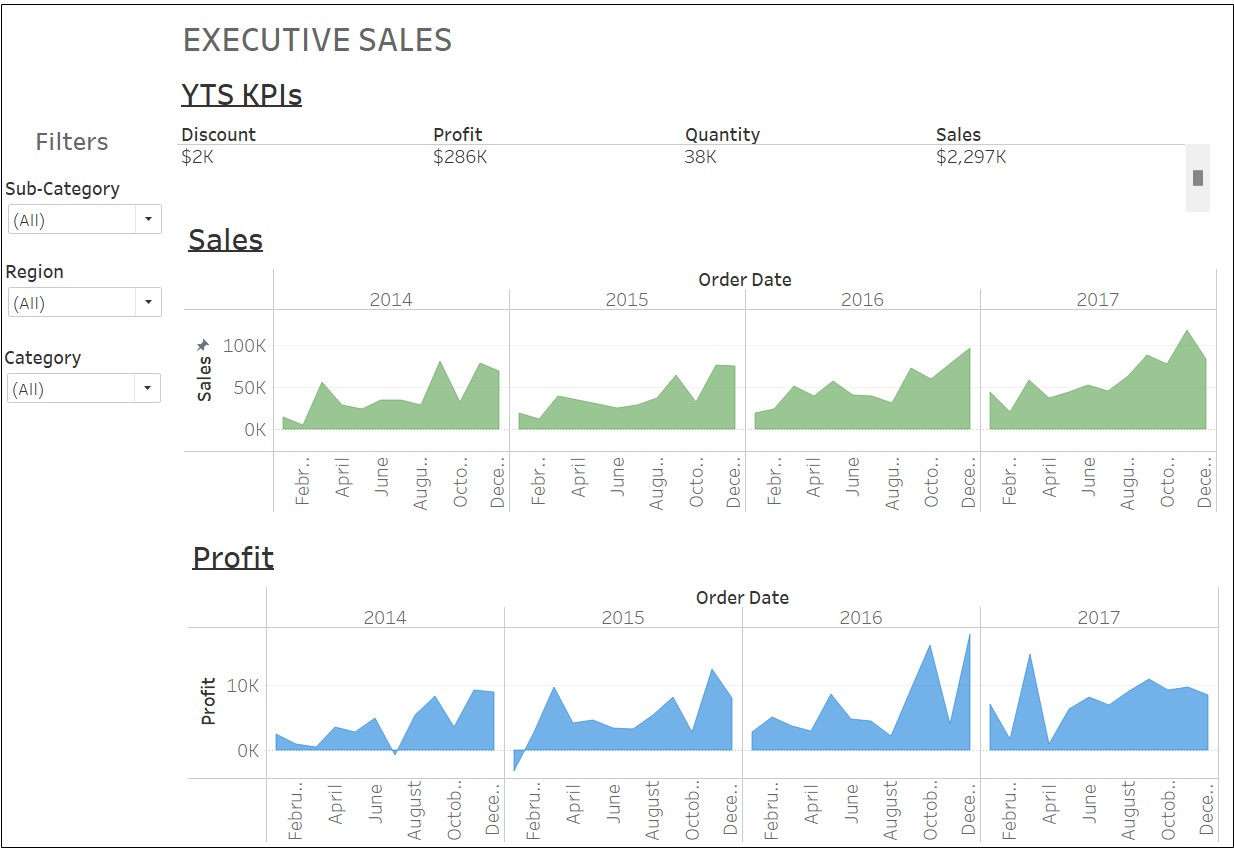 EXECUTIVE SALES
YTS KPIs
Discount Profit Quantity Sales
$2K $286K 38K $2,297K
Filters
Sub-Category
(All)
Region
(All)
Category
(All)
Sales
Order Date
2014 2015 2016 2017
Sales
100K
50K
0K
Febr.. April June Augu.. Octo.. Dece.. Febr.. April June Augu.. Octo.. Dece.. Febr.. April June Augu.. Octo.. Dece.. Febr.. April June Augu.. Octo.. Dece..
Profit
Order Date
2014 2015 2016 2017
Profit
10K
0K
Febru.. April June August Octob.. Dece.. Febru.. April June August Octob.. Dece.. Febru.. April June August Octob.. Dece.. Febru.. April June August Octob.. Dece..